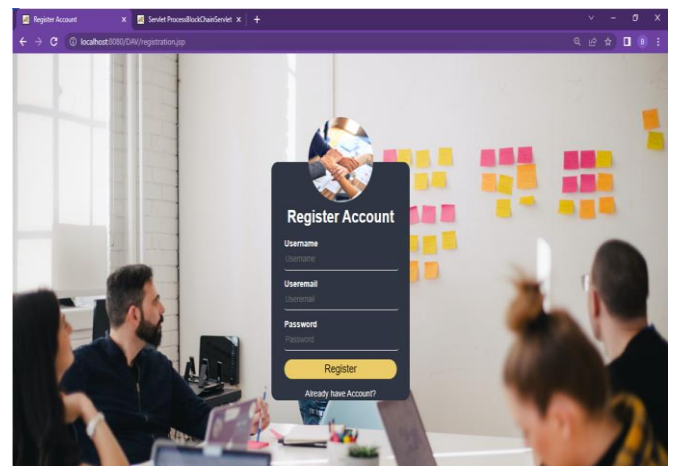 Register Account
Servlet ProcessBlockChainServlet
localhost:8080/DAV/registration.jsp
Register Account
Username
Username
Useremail
Useremail
Password
Password
Register
Already have Account?